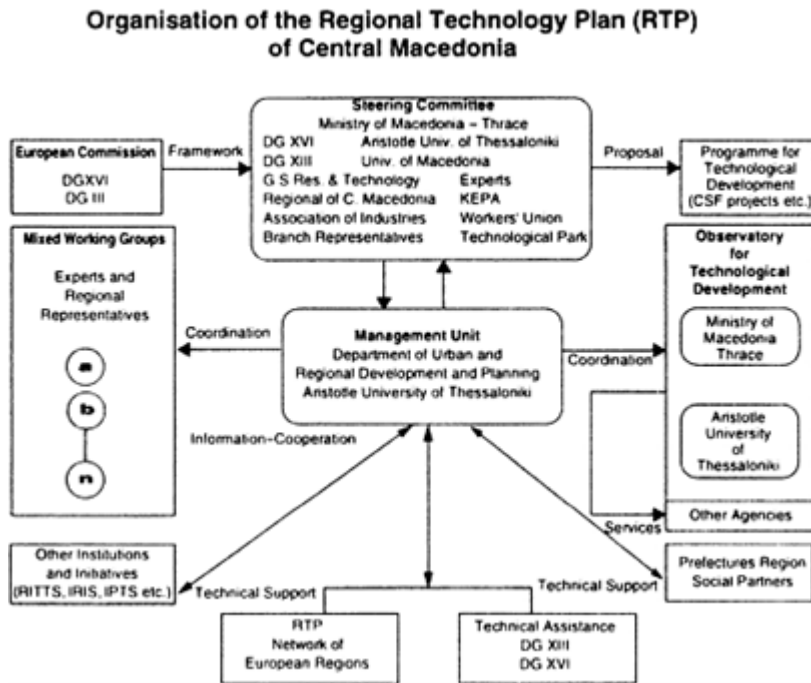 Organisation of the Regional Technology Plan (RTP)
of Central Macedonia
Steering Committee
Ministry of Macedonia – Thrace
DG XVI Aristotle Univ. of Thessaloniki
DG XIII Univ. of Macedonia
G S Res. & Technology Experts
Regional of C. Macedonia KEPA
Association of Industries Workers' Union
Branch Representatives Technological Park
European Commission
DGXVI
DG III
Framework
Proposal
Programme for
Technological
Development
(CSF projects etc.)
Mixed Working Groups
Experts and
Regional
Representatives
a
b
n
Coordination
Management Unit
Department of Urban and
Regional Development and Planning
Aristotle University of Thessaloniki
Coordination
Observatory
for
Technological
Development
Ministry of
Macedonia
Thrace
Aristotle
University
of
Thessaloniki
Other Agencies
Services
Information–Cooperation
Other Institutions
and Initiatives
(RITTS, IRIS, IPTS etc.)
Technical Support
Technical Support
Prefectures Region
Social Partners
RTP
Network of
European Regions
Technical Assistance
DG XIII
DG XVI